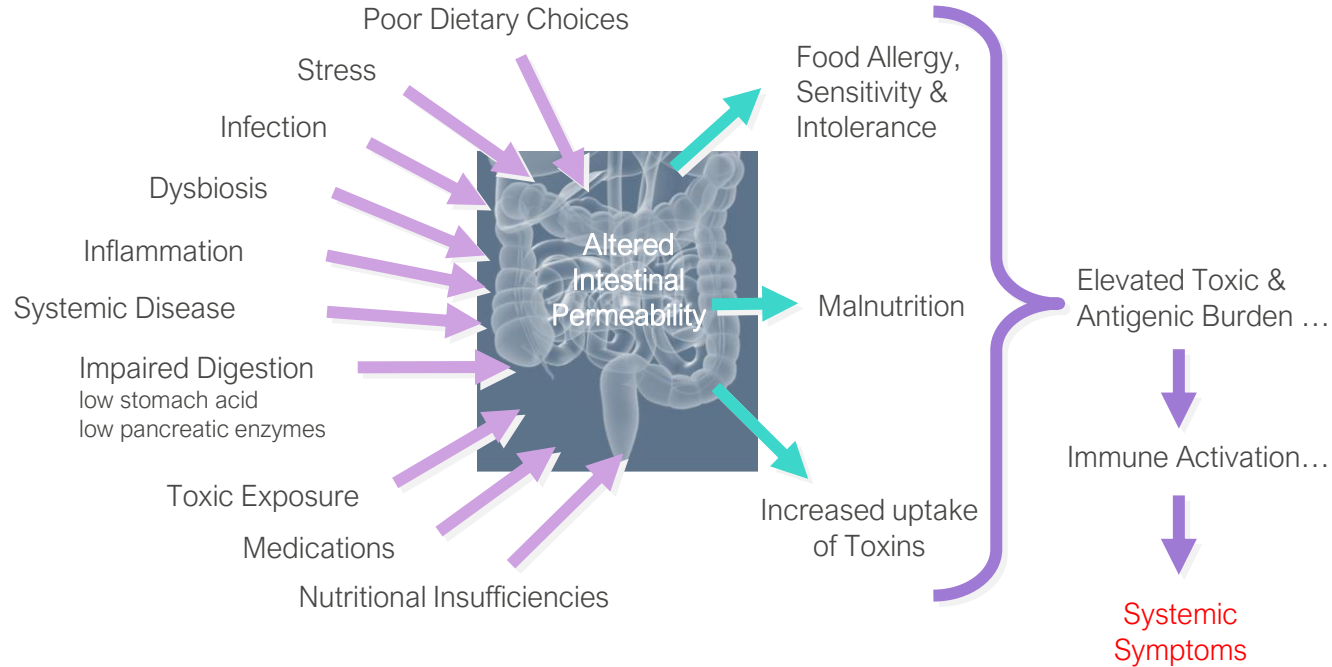 Poor Dietary Choices
Stress
Infection
Dysbiosis
Inflammation
Systemic Disease
Impaired Digestion
low stomach acid
low pancreatic enzymes
Toxic Exposure
Medications
Nutritional Insufficiencies
Altered
Intestinal
Permeability
Food Allergy,
Sensitivity &
Intolerance
Malnutrition
Increased uptake
of Toxins
Elevated Toxic &
Antigenic Burden …
Immune Activation…
Systemic
Symptoms